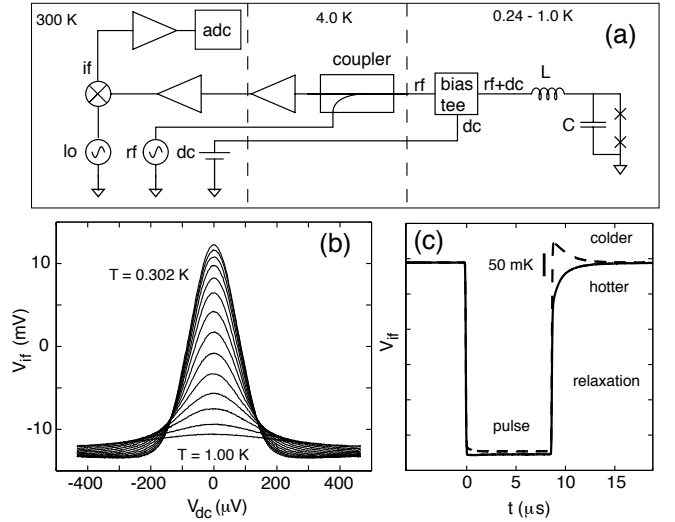 300 K
4.0 K
0.24 - 1.0 K
(a)
adc
coupler
if
rf
bias
tee
rf+dc
L
dc
C
lo
rf
dc
(b)
T = 0.302 K
T = 1.00 K
10
0
-10
V_if (mV)
-400
-200
0
200
400
V_dc (μV)
(c)
colder
50 mK
hotter
relaxation
pulse
V_if
0
5
10
15
t (μs)